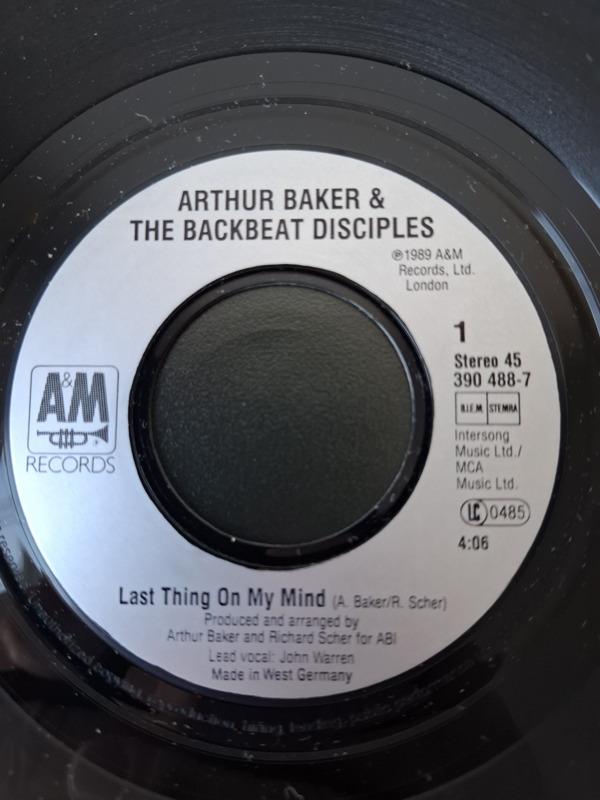 ARTHUR BAKER &
THE BACKBEAT DISCIPLES
℗1989 A&M
Records, Ltd.
London
1
Stereo 45
390 488-7
B.I.E.M. STEMRA
Intersong
Music Ltd./
MCA
Music Ltd.
LC 0485
4:06
A&M
RECORDS
Last Thing On My Mind (A. Baker/R. Scher)
Produced and arranged by
Arthur Baker and Richard Scher for ABI
Lead vocal: John Warren
Made in West Germany